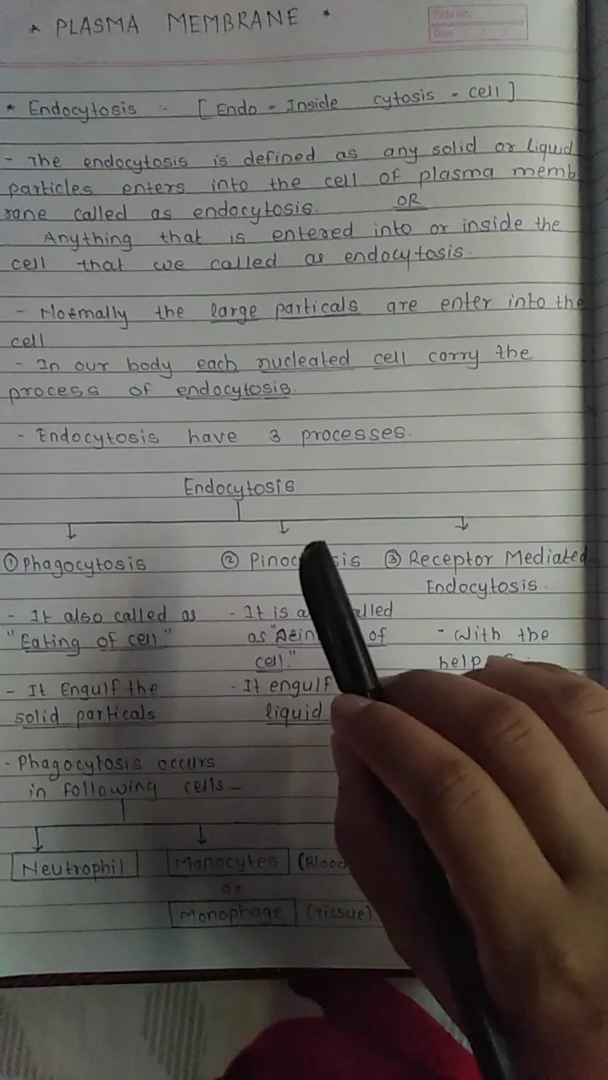 * PLASMA MEMBRANE *
Date
* Endocytosis :- [Endo - Inside cytosis - cell]
- The endocytosis is defined as any solid or liquid
particles enters into the cell of plasma memb
rane called as endocytosis. OR
Anything that is entered into or inside the
cell that we called as endocytosis.
- Normally the large particals are enter into the
cell
- In our body each nucleated cell carry the
process of endocytosis.
- Endocytosis have 3 processes.
Endocytosis
① Phagocytosis ② ③ Receptor Mediated
Endocytosis.
- It also called as - It is
"Eating of cell" as of - with the
cell." help
- It Engulf the - It engulf
solid particals liquid
- Phagocytosis occurs
in following cells -
Neutrophil Monocytes (Blood
or
Monophage (Tissue).